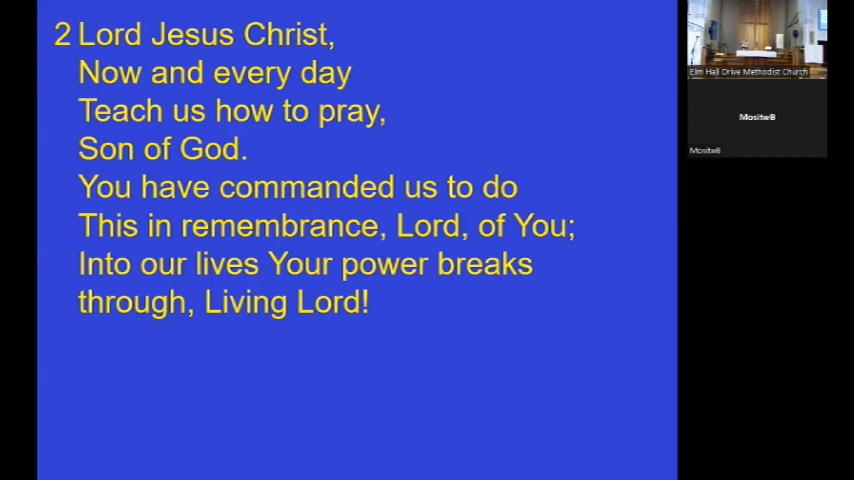 2 Lord Jesus Christ,
Now and every day
Teach us how to pray,
Son of God.
You have commanded us to do
This in remembrance, Lord, of You;
Into our lives Your power breaks
through, Living Lord!
Elm Hall Drive Methodist Church
MositwB
MositwB